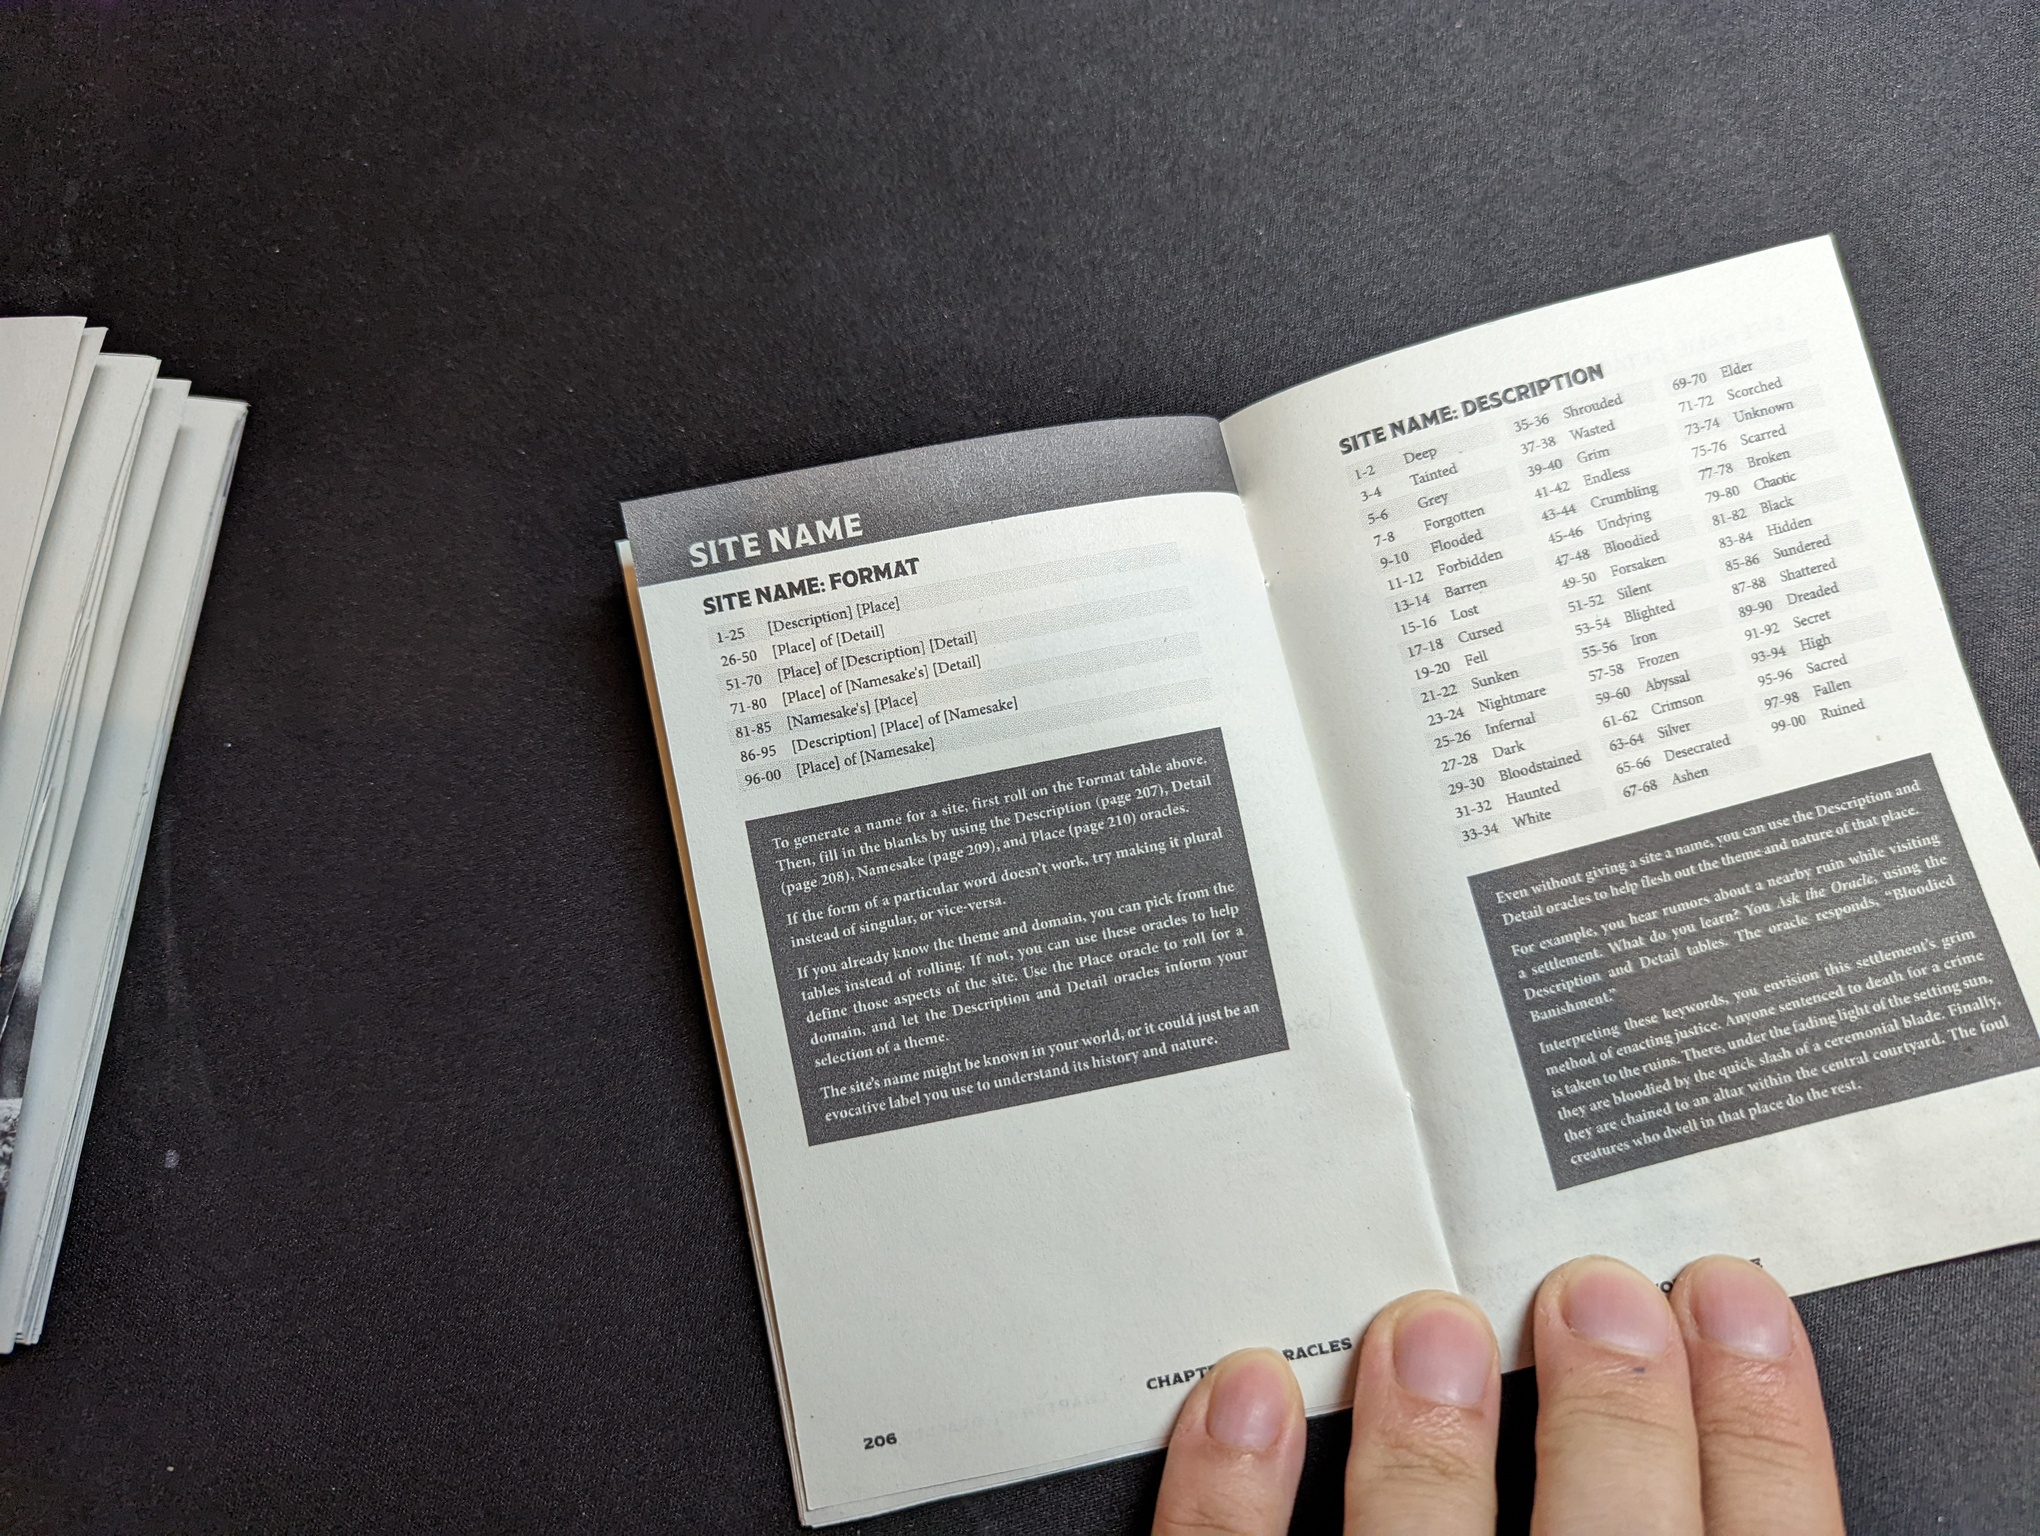 SITE NAME
SITE NAME: FORMAT
1-25 [Description] [Place]
26-50 [Place] of [Detail]
51-70 [Place] of [Description] [Detail]
71-80 [Place] of [Namesake's] [Detail]
81-85 [Namesake's] [Place]
86-95 [Description] [Place] of [Namesake]
96-00 [Place] of [Namesake]
To generate a name for a site, first roll on the Format table above.
Then, fill in the blanks by using the Description (page 207), Detail
(page 208), Namesake (page 209), and Place (page 210) oracles.
If the form of a particular word doesn't work, try making it plural
instead of singular, or vice-versa.
If you already know the theme and domain, you can pick from the
tables instead of rolling. If not, you can use these oracles to help
define those aspects of the site. Use the Place oracle to roll for a
domain, and let the Description and Detail oracles inform your
selection of a theme.
The site's name might be known in your world, or it could just be an
evocative label you use to understand its history and nature.
CHAPT RACLES
206
SITE NAME: DESCRIPTION
1-2 Deep
3-4 Tainted
5-6 Grey
7-8 Forgotten
9-10 Flooded
11-12 Forbidden
13-14 Barren
15-16 Lost
17-18 Cursed
19-20 Fell
21-22 Sunken
23-24 Nightmare
25-26 Infernal
27-28 Dark
29-30 Bloodstained
31-32 Haunted
33-34 White
35-36 Shrouded
37-38 Wasted
39-40 Grim
41-42 Endless
43-44 Crumbling
45-46 Undying
47-48 Bloodied
49-50 Forsaken
51-52 Silent
53-54 Blighted
55-56 Iron
57-58 Frozen
59-60 Abyssal
61-62 Crimson
63-64 Silver
65-66 Desecrated
67-68 Ashen
69-70 Elder
71-72 Scorched
73-74 Unknown
75-76 Scarred
77-78 Broken
79-80 Chaotic
81-82 Black
83-84 Hidden
85-86 Sundered
87-88 Shattered
89-90 Dreaded
91-92 Secret
93-94 High
95-96 Sacred
97-98 Fallen
99-00 Ruined
Even without giving a site a name, you can use the Description and
Detail oracles to help flesh out the theme and nature of that place.
For example, you hear rumors about a nearby ruin while visiting
a settlement. What do you learn? You Ask the Oracle, using the
Description and Detail tables. The oracle responds, “Bloodied
Banishment.”
Interpreting these keywords, you envision this settlement's grim
method of enacting justice. Anyone sentenced to death for a crime
is taken to the ruins. There, under the fading light of the setting sun,
they are bloodied by the quick slash of a ceremonial blade. Finally,
they are chained to an altar within the central courtyard. The foul
creatures who dwell in that place do the rest.